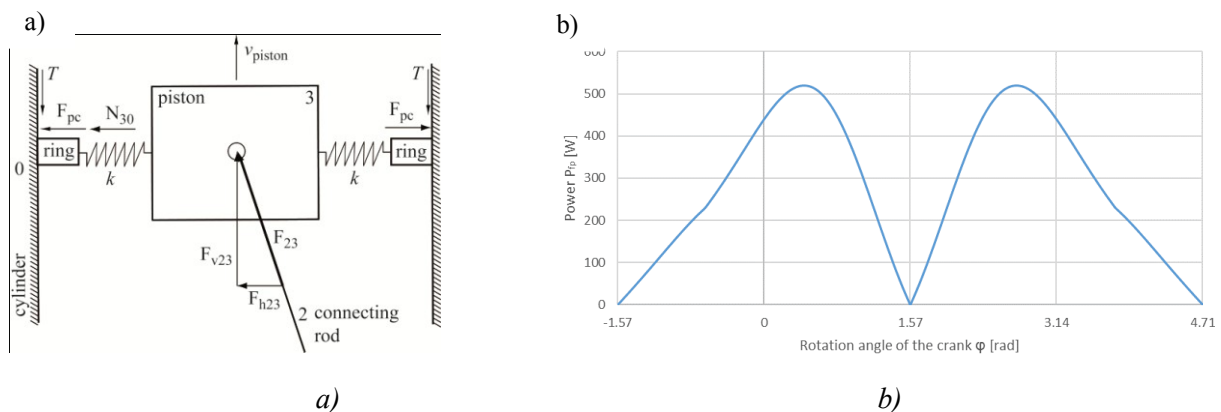 a)
v_piston
T
T
piston
3
F_pc
N_30
F_pc
ring
ring
0
k
k
F_23
F_v23
F_h23
cylinder
2 connecting
rod
a)
b)
600
500
400
300
200
100
0
Power P_fp [W]
-1.57
0
1.57
3.14
4.71
Rotation angle of the crank φ [rad]
b)